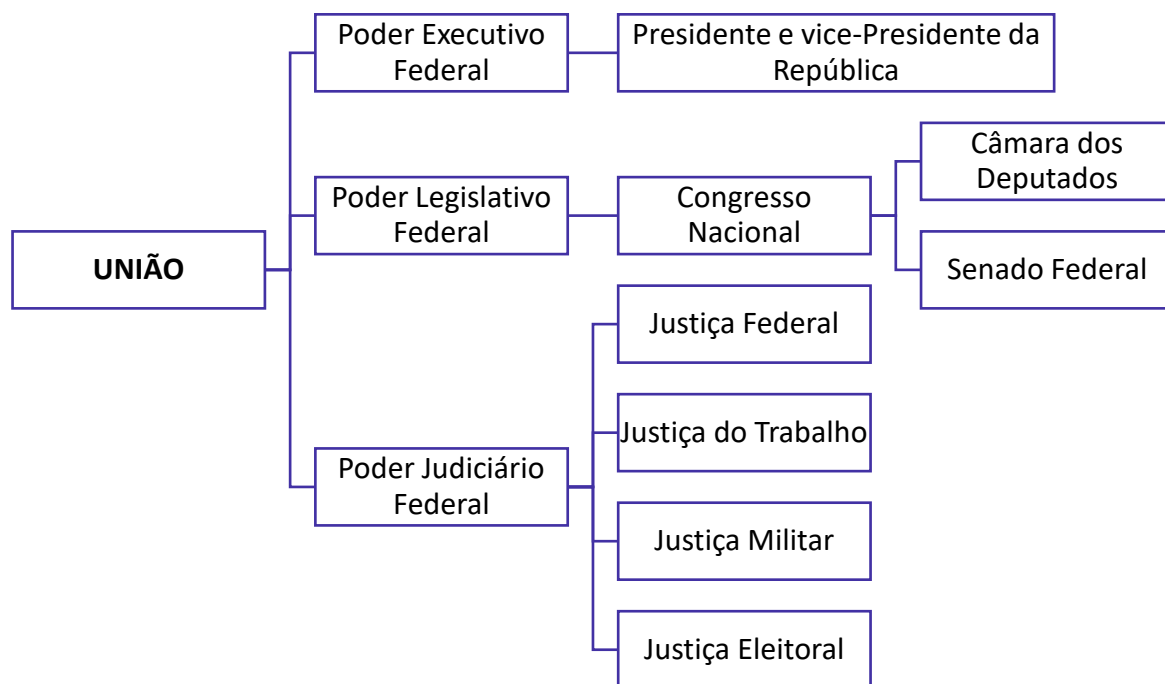 UNIÃO
Poder Executivo
Federal
Presidente e vice-Presidente da
República
Poder Legislativo
Federal
Congresso
Nacional
Câmara dos
Deputados
Senado Federal
Poder Judiciário
Federal
Justiça Federal
Justiça do Trabalho
Justiça Militar
Justiça Eleitoral